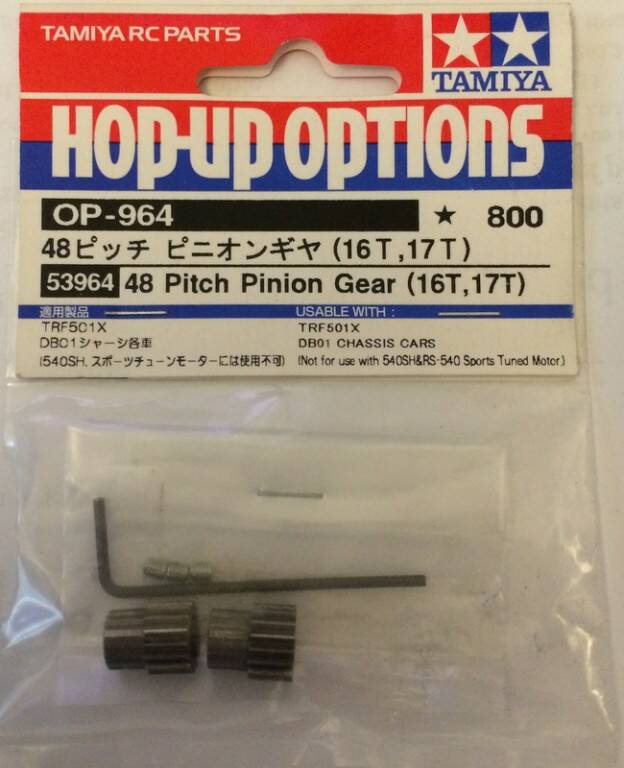 TAMIYA RC PARTS
TAMIYA
HOP-UP OPTIONS
OP-964 ★ 800
48ピッチ ピニオンギヤ (16T,17T)
53964 48 Pitch Pinion Gear (16T,17T)
適用製品 USABLE WITH :
TRF501X TRF501X
DB01シャーシ各車 DB01 CHASSIS CARS
(540SH, スポーツチューンモーターには使用不可) (Not for use with 540SH&RS-540 Sports Tuned Motor)